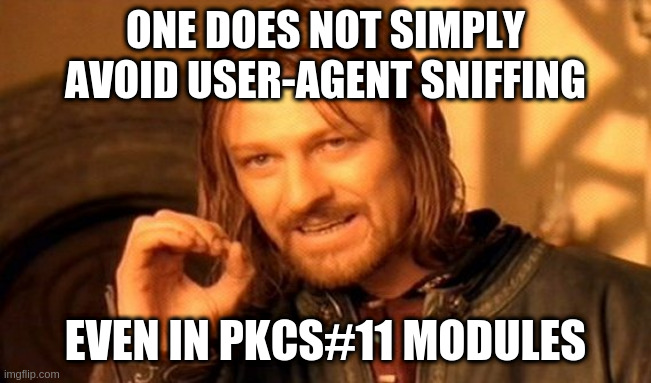 ONE DOES NOT SIMPLY
AVOID USER-AGENT SNIFFING
EVEN IN PKCS#11 MODULES
imgflip.com